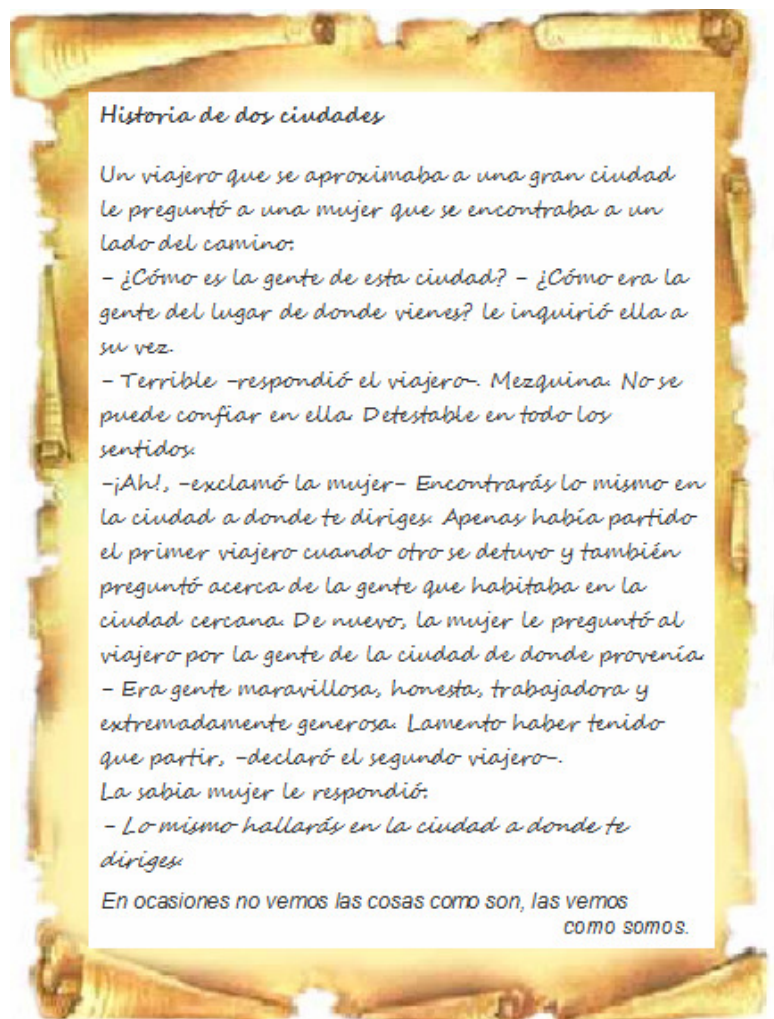 Historia de dos ciudades
Un viajero que se aproximaba a una gran ciudad
le preguntó a una mujer que se encontraba a un
lado del camino:
- ¿Cómo es la gente de esta ciudad? - ¿Cómo era la
gente del lugar de donde vienes? le inquirió ella a
su vez.
- Terrible -respondió el viajero-. Mezquina. No se
puede confiar en ella. Detestable en todo los
sentidos.
-¡Ah!, -exclamó la mujer- Encontrarás lo mismo en
la ciudad a donde te diriges. Apenas había partido
el primer viajero cuando otro se detuvo y también
preguntó acerca de la gente que habitaba en la
ciudad cercana. De nuevo, la mujer le preguntó al
viajero por la gente de la ciudad de donde provenía.
- Era gente maravillosa, honesta, trabajadora y
extremadamente generosa. Lamento haber tenido
que partir, -declaró el segundo viajero-.
La sabia mujer le respondió:
- Lo mismo hallarás en la ciudad a donde te
diriges.
En ocasiones no vemos las cosas como son, las vemos
como somos.